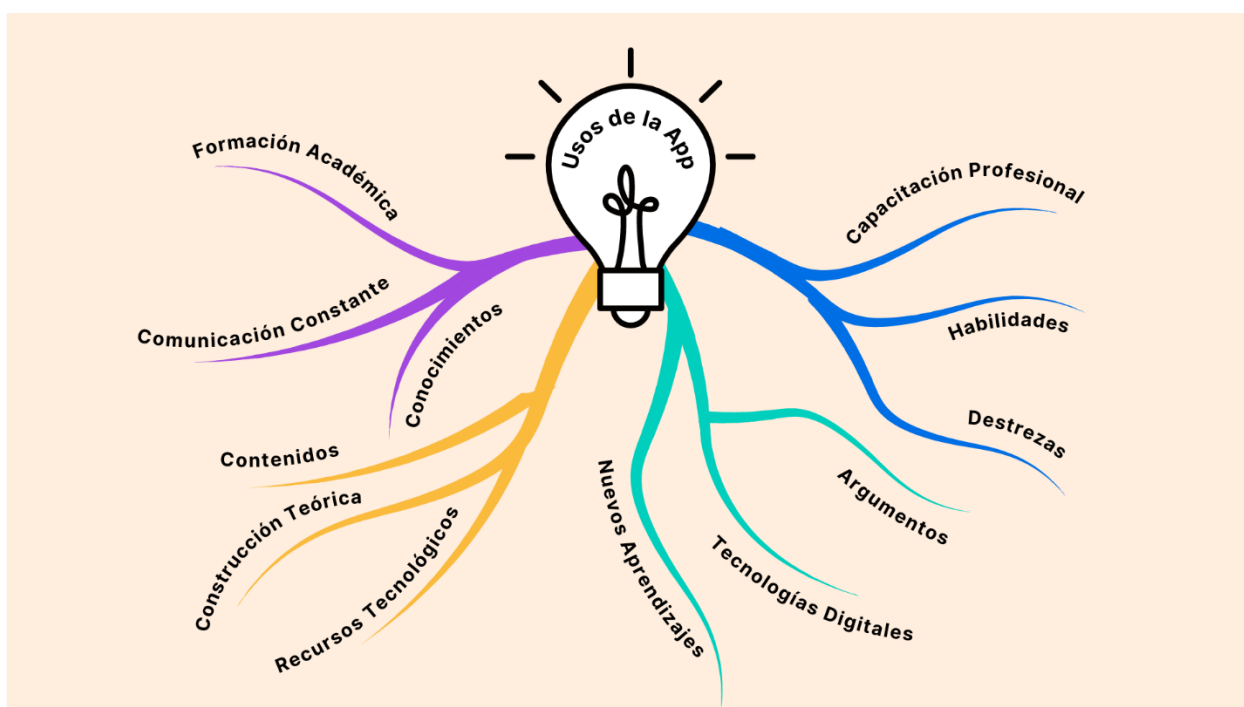 Usos de la App
Formación Académica
Comunicación Constante
Conocimientos
Contenidos
Construcción Teórica
Recursos Tecnológicos
Nuevos Aprendizajes
Tecnologías Digitales
Argumentos
Capacitación Profesional
Habilidades
Destrezas